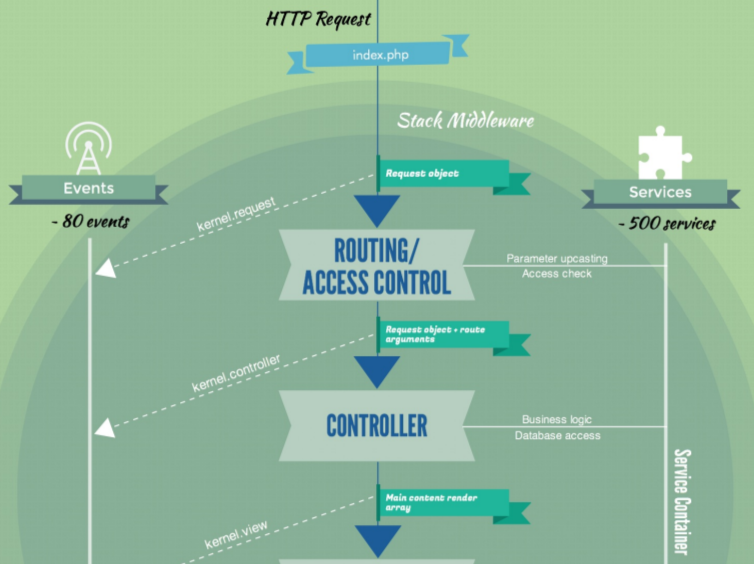 HTTP Request
index.php
Stack Middleware
Events
~ 80 events
Services
~ 500 services
Request object
kernel.request
ROUTING/
ACCESS CONTROL
Parameter upcasting
Access check
Request object + route
arguments
kernel.controller
CONTROLLER
Business logic
Database access
Service Container
Main content render
array
kernel.view